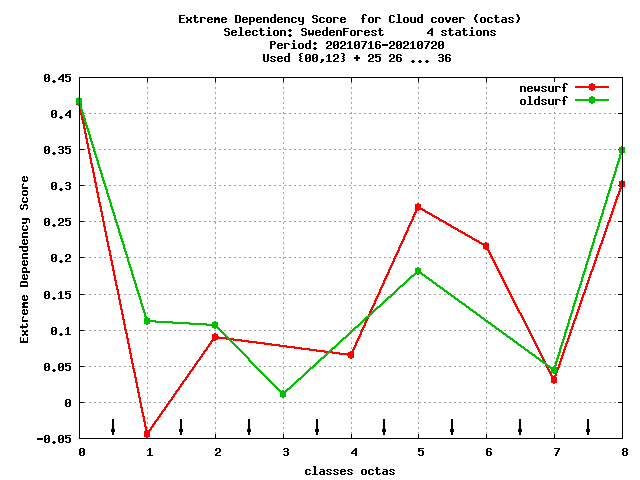 Extreme Dependency Score  for Cloud cover (octas)
Selection: SwedenForest      4 stations
Period: 20210716-20210720
Used {00,12} + 25 26 ... 36
newsurf
oldsurf
0.45
0.4
0.35
0.3
0.25
0.2
0.15
0.1
0.05
0
-0.05
Extreme Dependency Score
0 1 2 3 4 5 6 7 8
classes octas